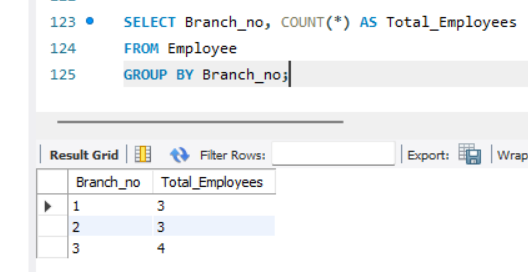 123 SELECT Branch_no, COUNT(*) AS Total_Employees
124 FROM Employee
125 GROUP BY Branch_no;
Result Grid Filter Rows: Export: Wrap
Branch_no Total_Employees
1 3
2 3
3 4